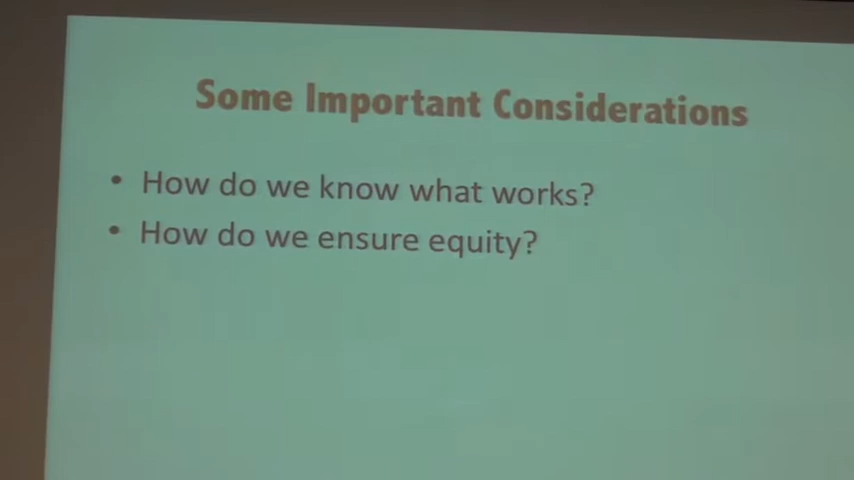 Some Important Considerations
• How do we know what works?
• How do we ensure equity?